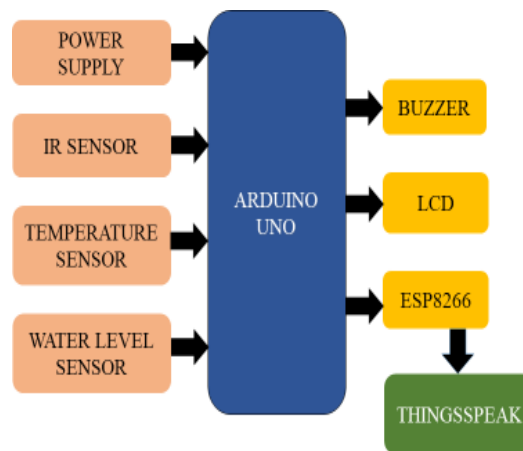 POWER
SUPPLY
IR SENSOR
TEMPERATURE
SENSOR
WATER LEVEL
SENSOR
ARDUINO
UNO
BUZZER
LCD
ESP8266
THINGSSPEAK